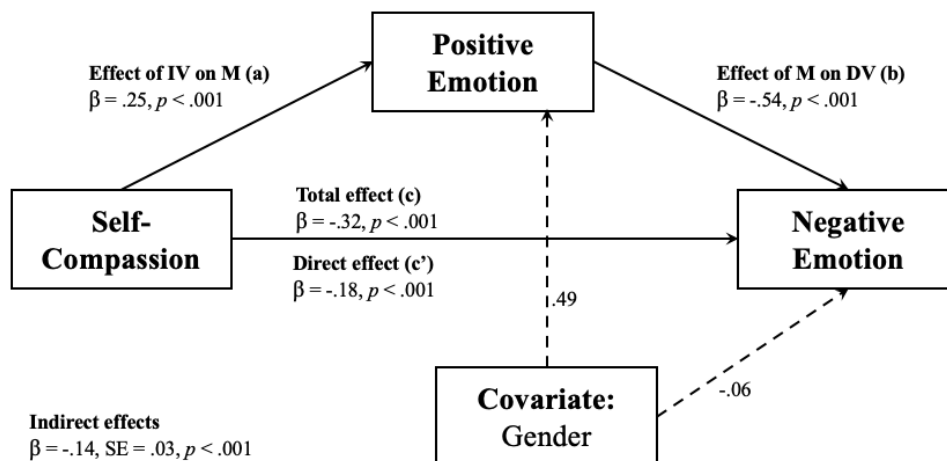 Positive
Emotion
Effect of IV on M (a)
β = .25, p < .001
Effect of M on DV (b)
β = -.54, p < .001
Self-
Compassion
Total effect (c)
β = -.32, p < .001
Direct effect (c’)
β = -.18, p < .001
Negative
Emotion
.49
-.06
Covariate:
Gender
Indirect effects
β = -.14, SE = .03, p < .001